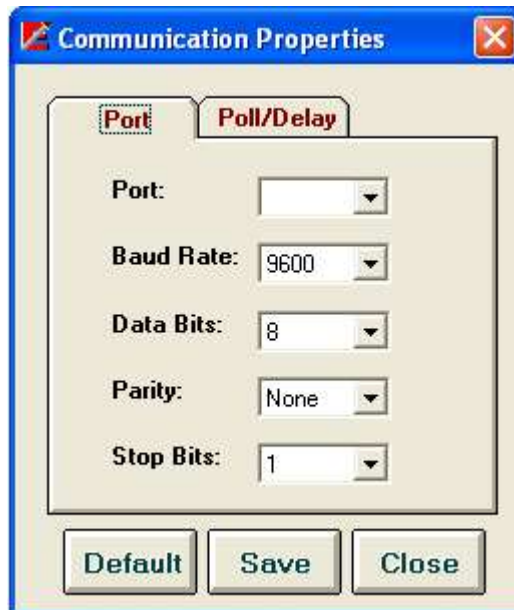 Communication Properties
Port Poll/Delay
Port:
Baud Rate: 9600
Data Bits: 8
Parity: None
Stop Bits: 1
Default Save Close